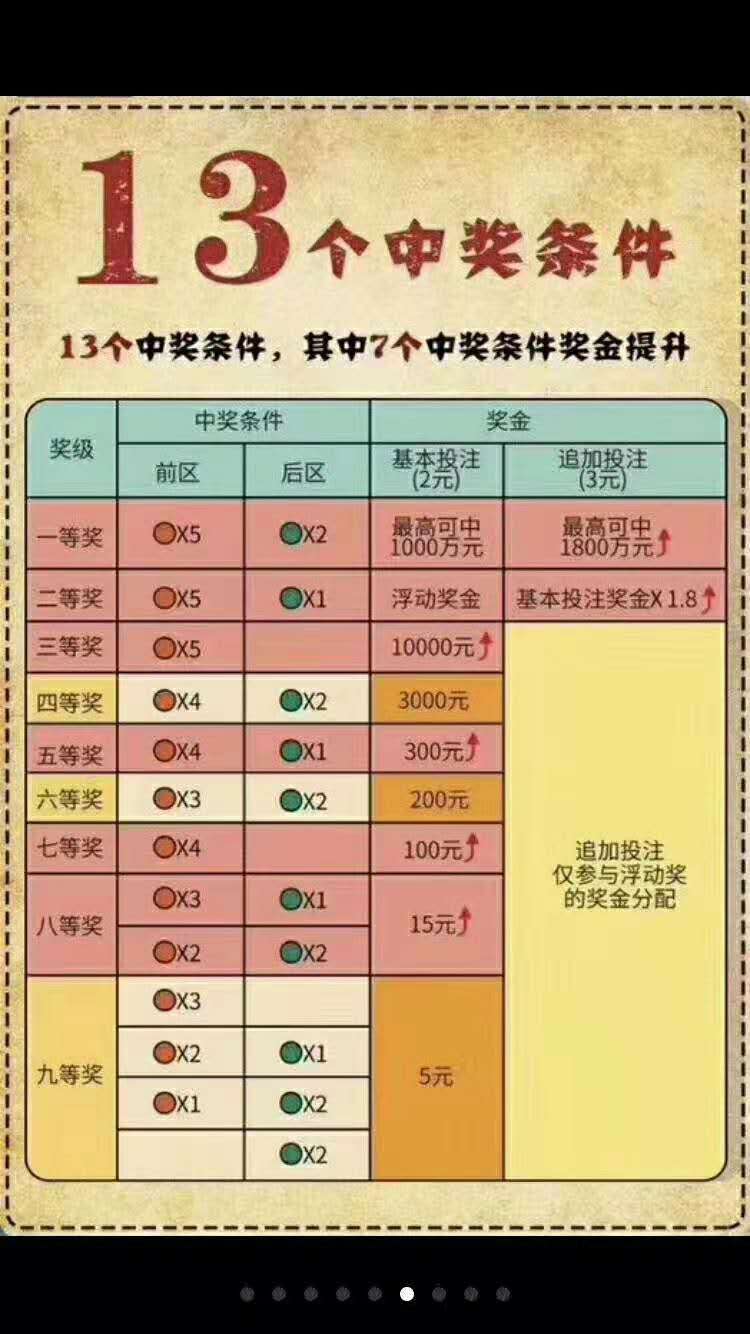 13个中奖条件
13个中奖条件，其中7个中奖条件奖金提升
奖级
中奖条件
奖金
前区
后区
基本投注
(2元)
追加投注
(3元)
一等奖
X5
X2
最高可中
1000万元
最高可中
1800万元
二等奖
X5
X1
浮动奖金
基本投注奖金X 1.8
三等奖
X5
10000元
四等奖
X4
X2
3000元
五等奖
X4
X1
300元
六等奖
X3
X2
200元
七等奖
X4
100元
八等奖
X3
X1
X2
X2
15元
九等奖
X3
X2
X1
X1
X2
X2
5元
追加投注
仅参与浮动奖
的奖金分配